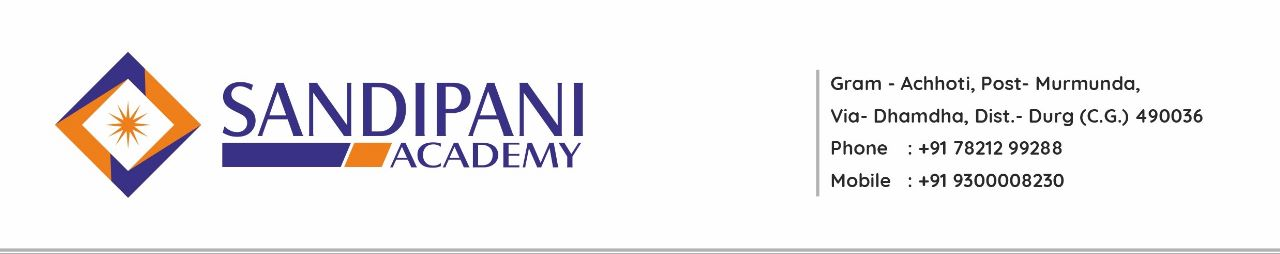 SANDIPANI
ACADEMY
Gram - Achhoti, Post- Murmunda,
Via- Dhamdha, Dist.- Durg (C.G.) 490036
Phone : +91 78212 99288
Mobile : +91 9300008230